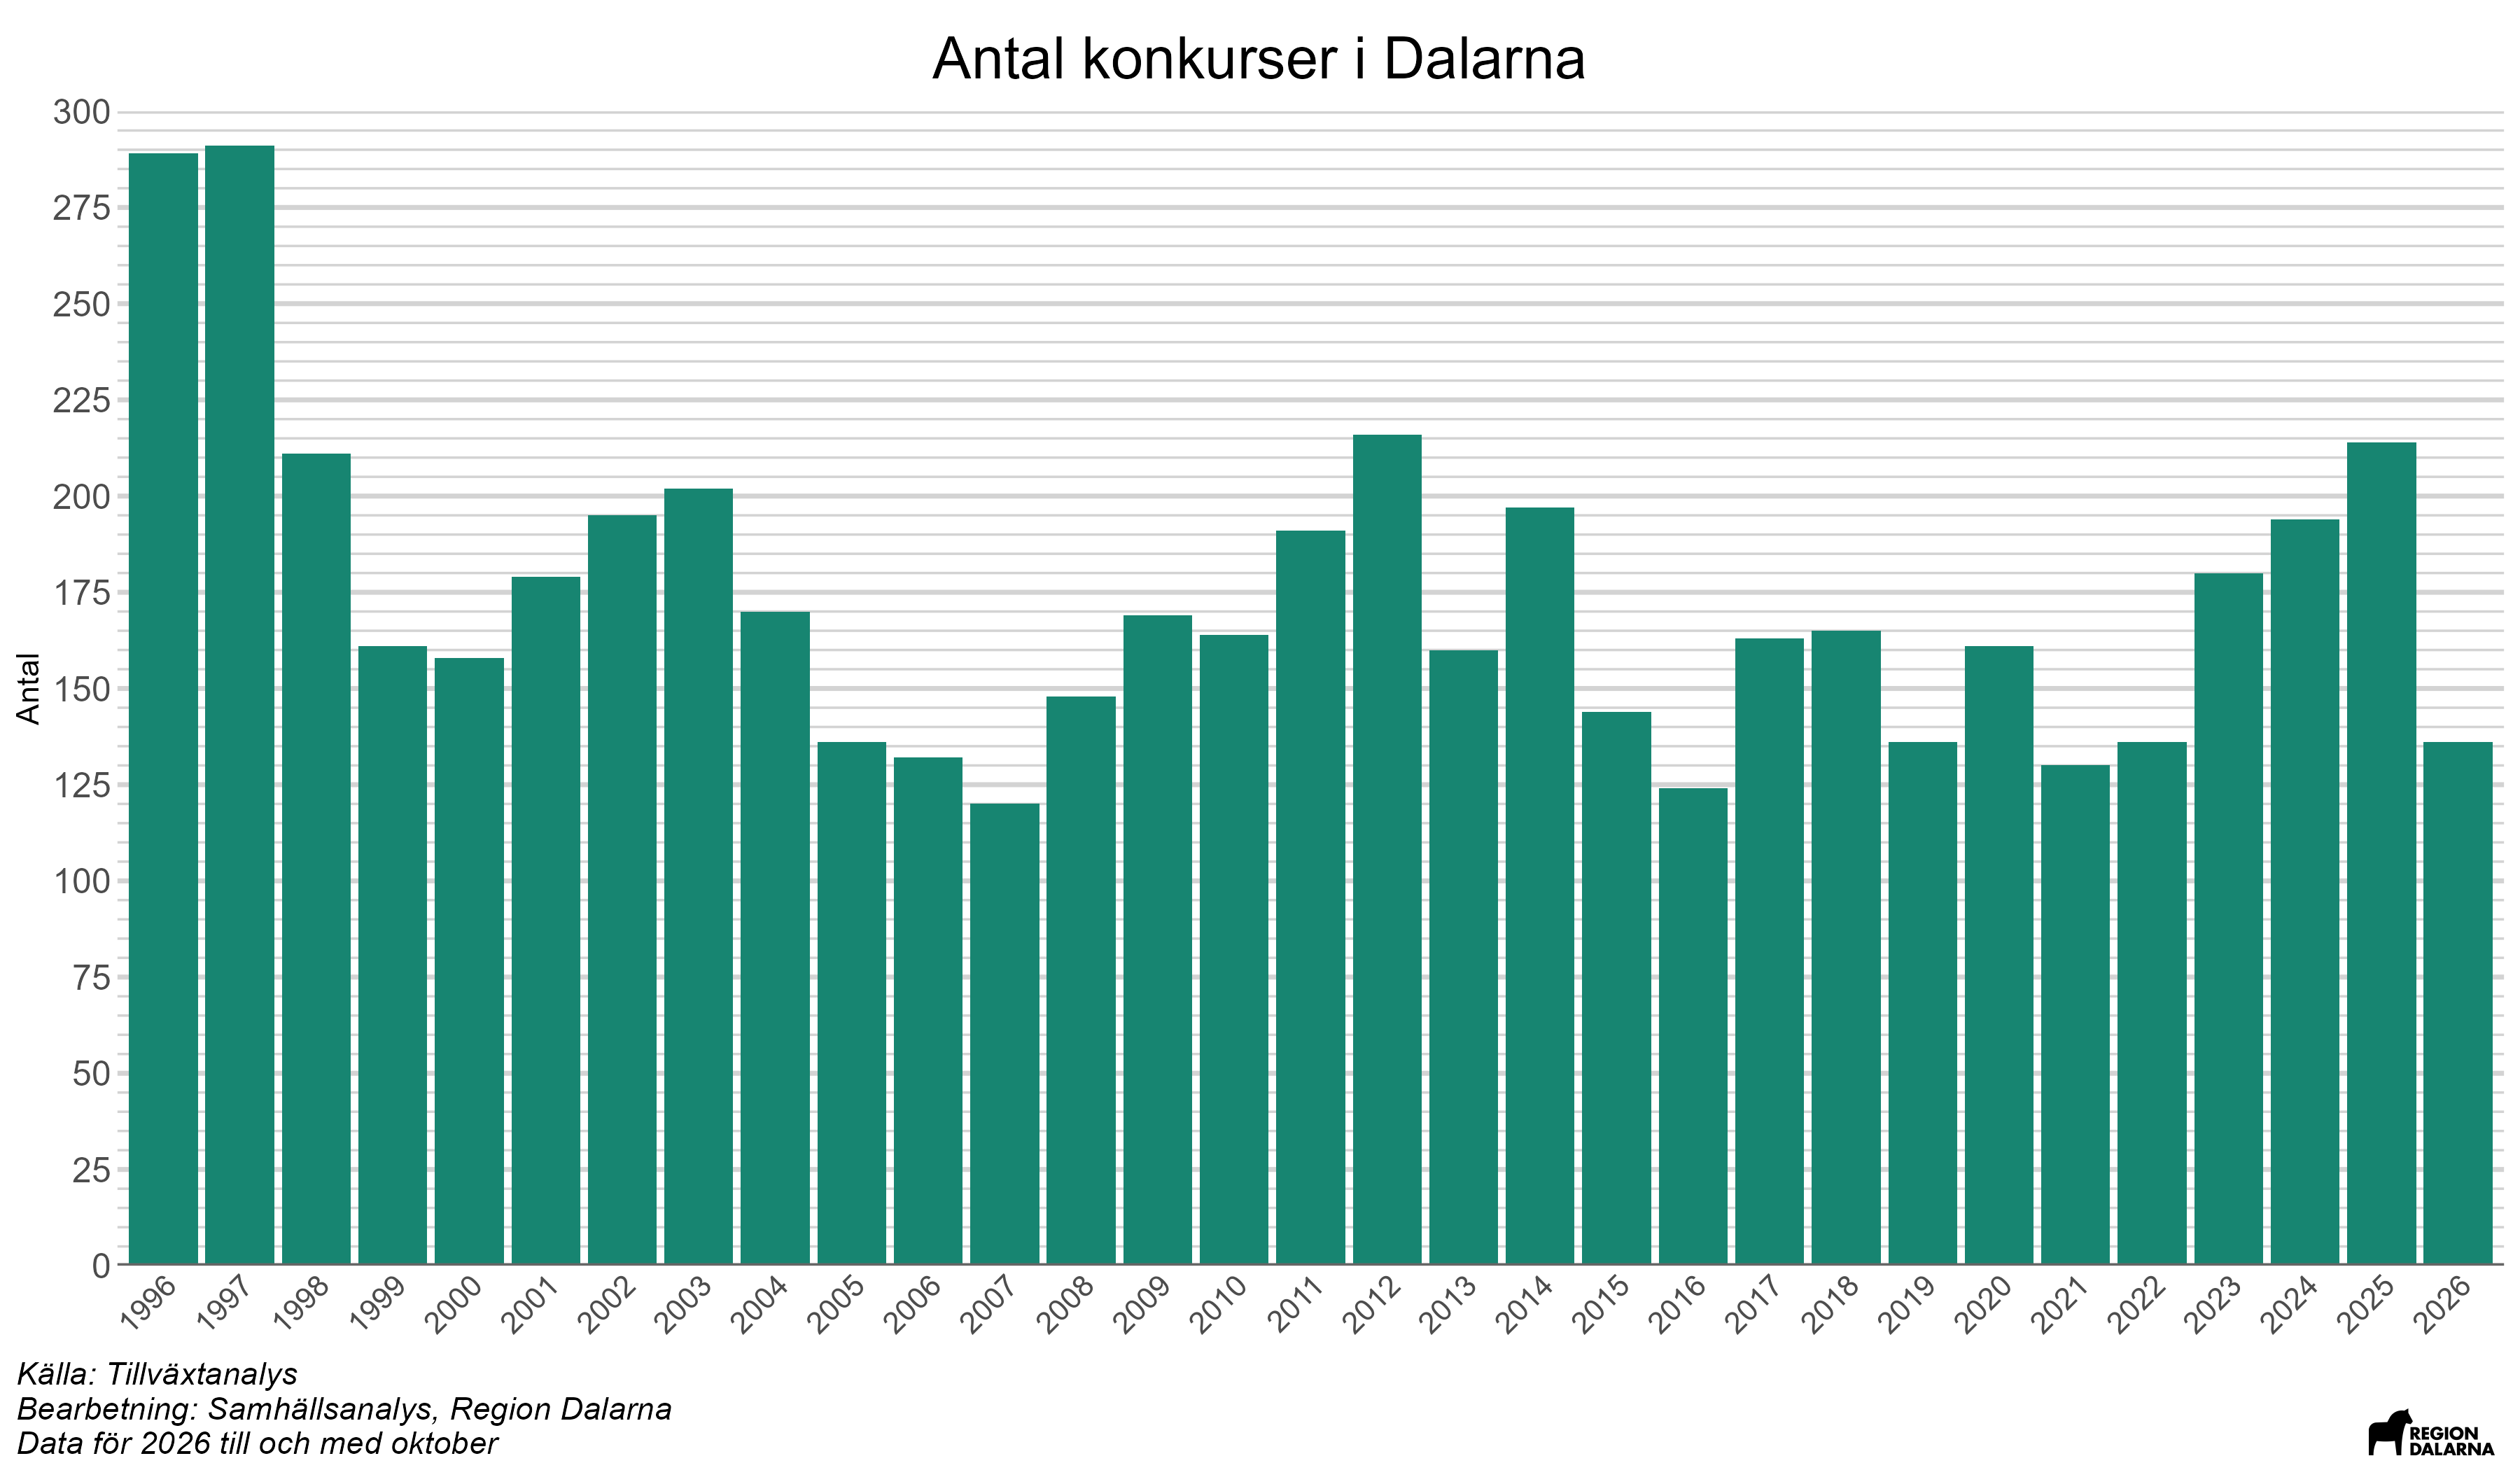 Antal konkurser i Dalarna
300
275
250
225
200
175
150
125
100
75
50
25
0
Antal
1996 1997 1998 1999 2000 2001 2002 2003 2004 2005 2006 2007 2008 2009 2010 2011 2012 2013 2014 2015 2016 2017 2018 2019 2020 2021 2022 2023 2024 2025 2026
Källa: Tillväxtanalys
Bearbetning: Samhällsanalys, Region Dalarna
Data för 2026 till och med oktober
REGION
DALARNA